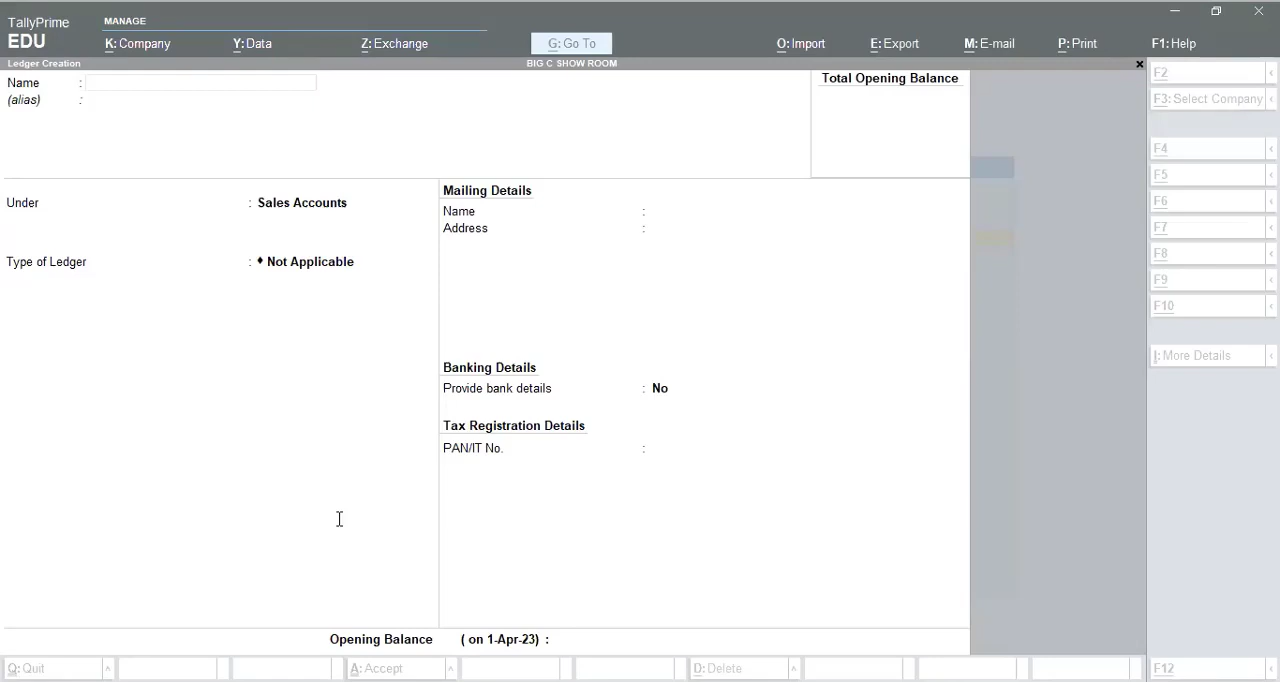 TallyPrime
EDU
MANAGE
K: Company Y: Data Z: Exchange G: Go To O: Import E: Export M: E-mail P: Print F1: Help
Ledger Creation BIG C SHOW ROOM
Name :
(alias) :
Total Opening Balance
Under : Sales Accounts
Type of Ledger : ♦ Not Applicable
Mailing Details
Name :
Address :
Banking Details
Provide bank details : No
Tax Registration Details
PAN/IT No. :
Opening Balance ( on 1-Apr-23) :
F2
F3: Select Company
F4
F5
F6
F7
F8
F9
F10
I: More Details
Q: Quit A: Accept D: Delete F12